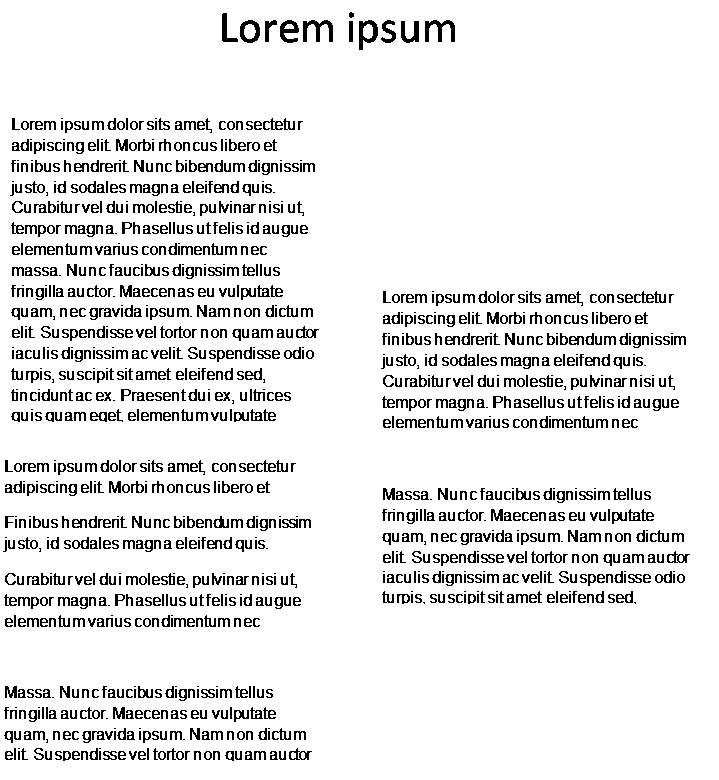 Lorem ipsum
Lorem ipsum dolor sits amet, consectetur
adipiscing elit. Morbi rhoncus libero et
finibus hendrerit. Nunc bibendum dignissim
justo, id sodales magna eleifend quis.
Curabitur vel dui molestie, pulvinar nisi ut,
tempor magna. Phasellus ut felis id augue
elementum varius condimentum nec
massa. Nunc faucibus dignissim tellus
fringilla auctor. Maecenas eu vulputate
quam, nec gravida ipsum. Nam non dictum
elit. Suspendisse vel tortor non quam auctor
iaculis dignissim ac velit. Suspendisse odio
turpis, suscipit sit amet eleifend sed,
tincidunt ac ex. Praesent dui ex, ultrices
quis quam eget, elementum vulputate
Lorem ipsum dolor sits amet, consectetur
adipiscing elit. Morbi rhoncus libero et
Finibus hendrerit. Nunc bibendum dignissim
justo, id sodales magna eleifend quis.
Curabitur vel dui molestie, pulvinar nisi ut,
tempor magna. Phasellus ut felis id augue
elementum varius condimentum nec
Massa. Nunc faucibus dignissim tellus
fringilla auctor. Maecenas eu vulputate
quam, nec gravida ipsum. Nam non dictum
elit. Suspendisse vel tortor non quam auctor
Lorem ipsum dolor sits amet, consectetur
adipiscing elit. Morbi rhoncus libero et
finibus hendrerit. Nunc bibendum dignissim
justo, id sodales magna eleifend quis.
Curabitur vel dui molestie, pulvinar nisi ut,
tempor magna. Phasellus ut felis id augue
elementum varius condimentum nec
Massa. Nunc faucibus dignissim tellus
fringilla auctor. Maecenas eu vulputate
quam, nec gravida ipsum. Nam non dictum
elit. Suspendisse vel tortor non quam auctor
iaculis dignissim ac velit. Suspendisse odio
turpis, suscipit sit amet eleifend sed,